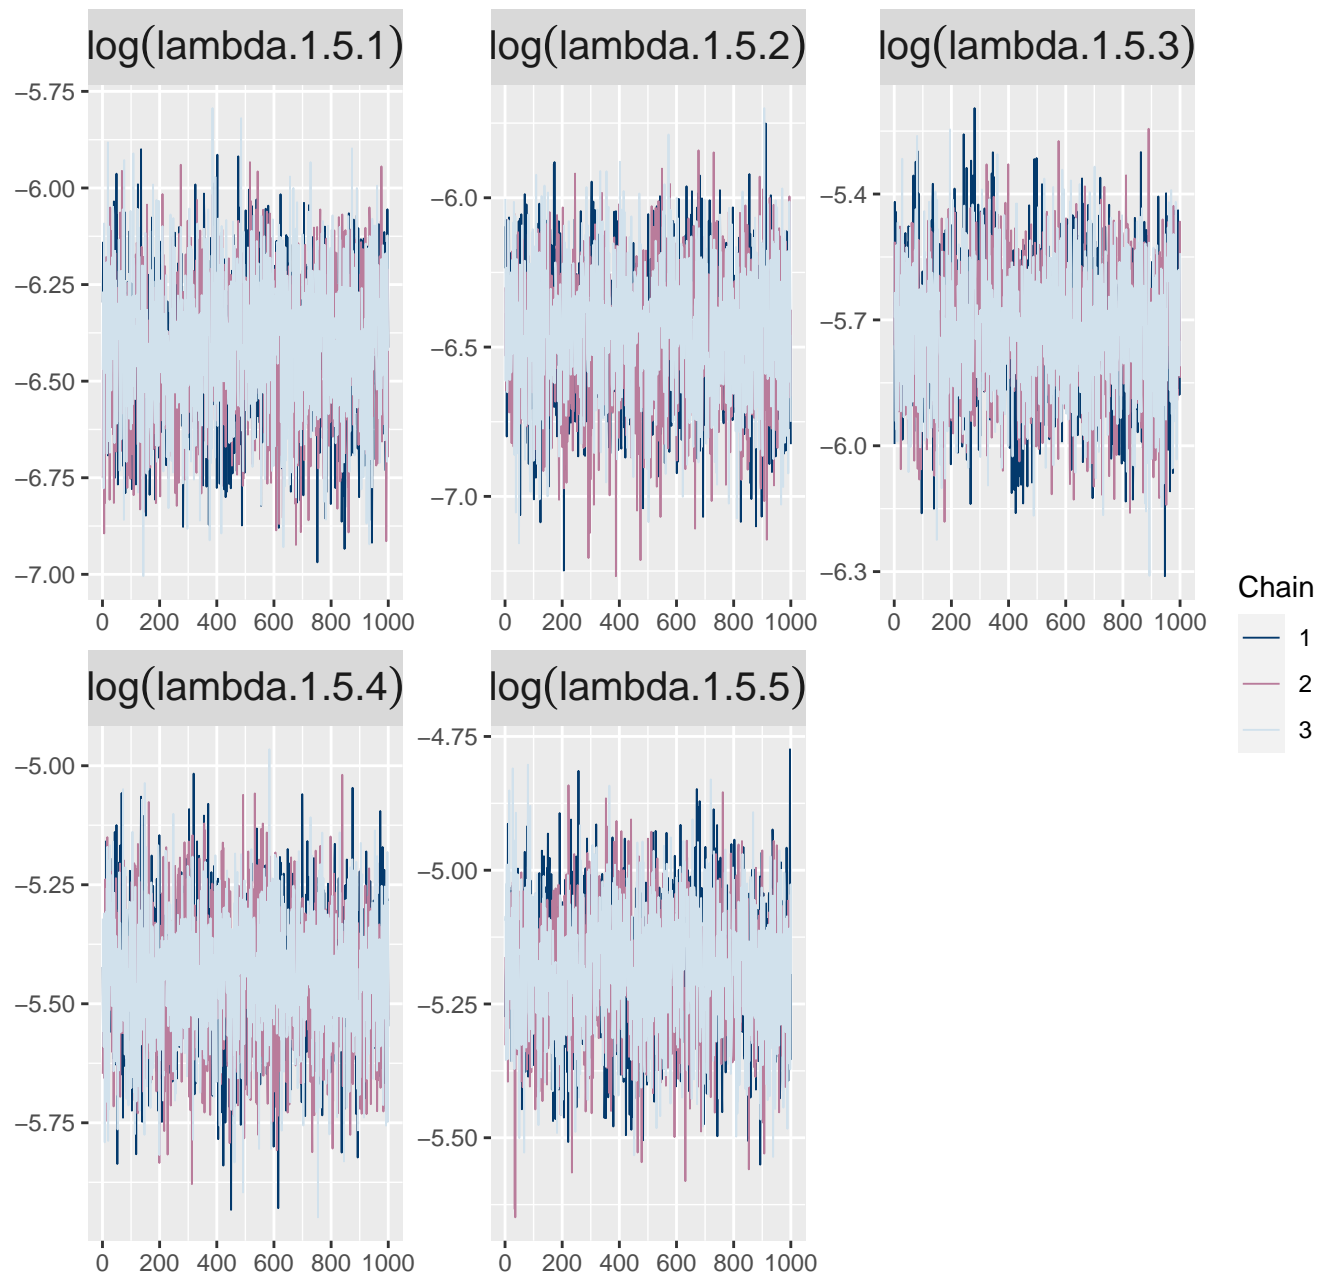 log(lambda.1.5.1)
log(lambda.1.5.2)
log(lambda.1.5.3)
−5.75
−6.00
−6.25
−6.50
−6.75
−7.00
0 200 400 600 800 1000
−6.0
−6.5
−7.0
0 200 400 600 800 1000
−5.4
−5.7
−6.0
−6.3
0 200 400 600 800 1000
log(lambda.1.5.4)
log(lambda.1.5.5)
−5.00
−5.25
−5.50
−5.75
0 200 400 600 800 1000
−4.75
−5.00
−5.25
−5.50
0 200 400 600 800 1000
Chain
1
2
3